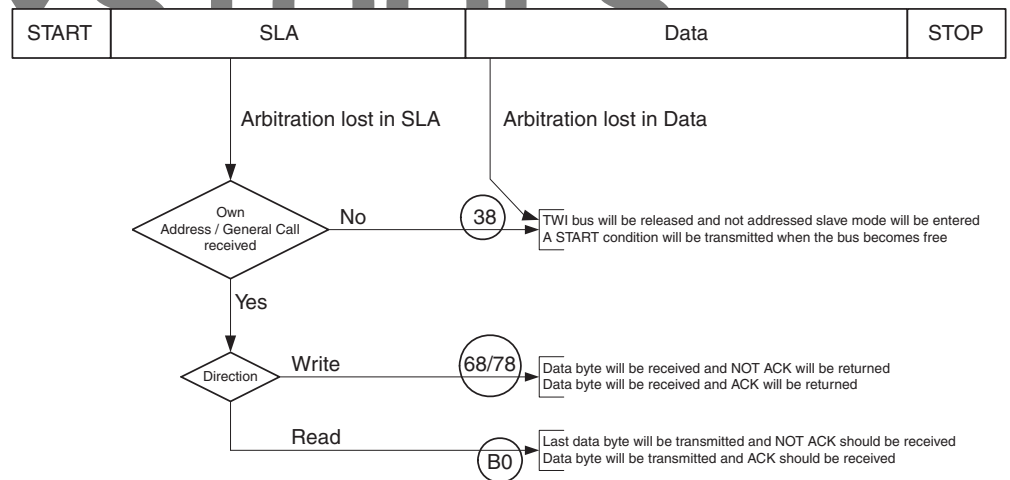 START SLA Data STOP
Arbitration lost in SLA Arbitration lost in Data
Own
Address / General Call
received
No
38
TWI bus will be released and not addressed slave mode will be entered
A START condition will be transmitted when the bus becomes free
Yes
Direction
Write
68/78
Data byte will be received and NOT ACK will be returned
Data byte will be received and ACK will be returned
Read
B0
Last data byte will be transmitted and NOT ACK should be received
Data byte will be transmitted and ACK should be received